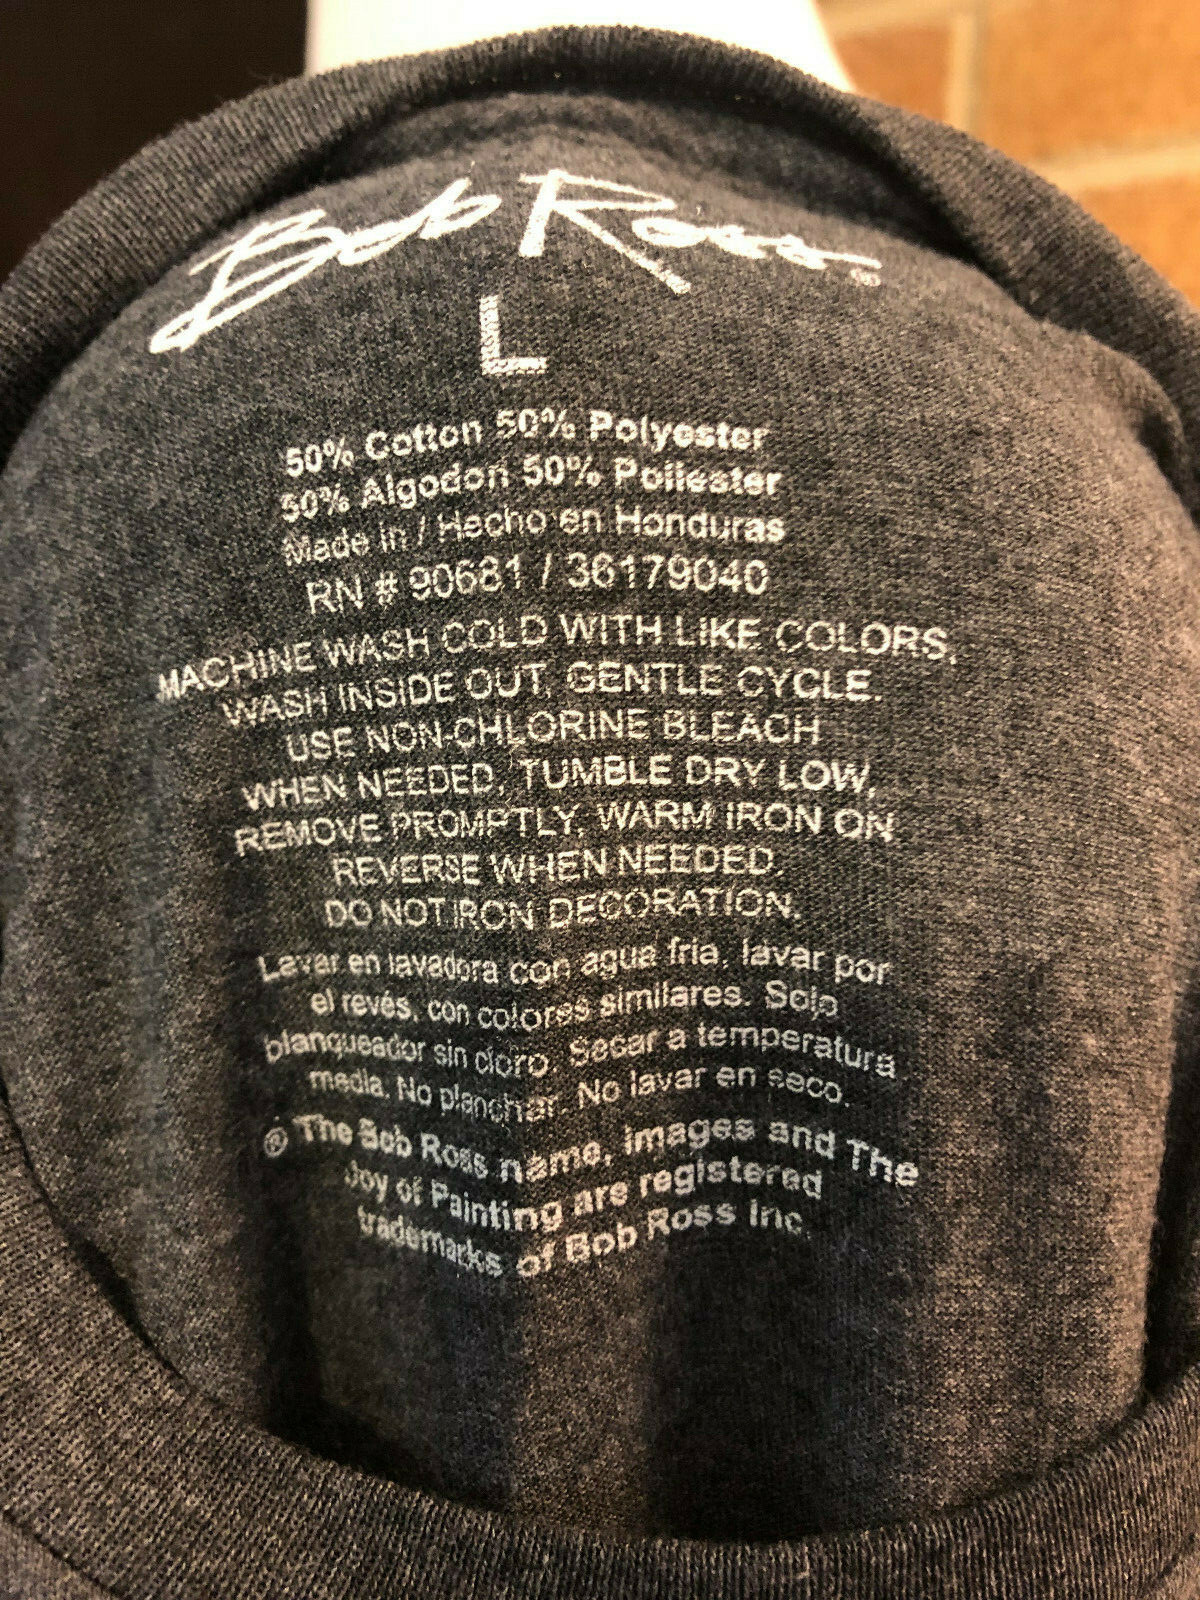 Bob Ross®
L
50% Cotton 50% Polyester
50% Algodon 50% Poliester
Made in / Hecho en Honduras
RN # 90681 / 36179040
MACHINE WASH COLD WITH LIKE COLORS,
WASH INSIDE OUT, GENTLE CYCLE.
USE NON-CHLORINE BLEACH
WHEN NEEDED, TUMBLE DRY LOW,
REMOVE PROMPTLY, WARM IRON ON
REVERSE WHEN NEEDED.
DO NOT IRON DECORATION.
Lavar en lavadora con agua fria, lavar por
el revés, con colores similares. Solo
blanqueador sin cloro. Secar a temperatura
media. No planchar. No lavar en seco.
® The Bob Ross name, images and The
Joy of Painting are registered
trademarks of Bob Ross Inc.